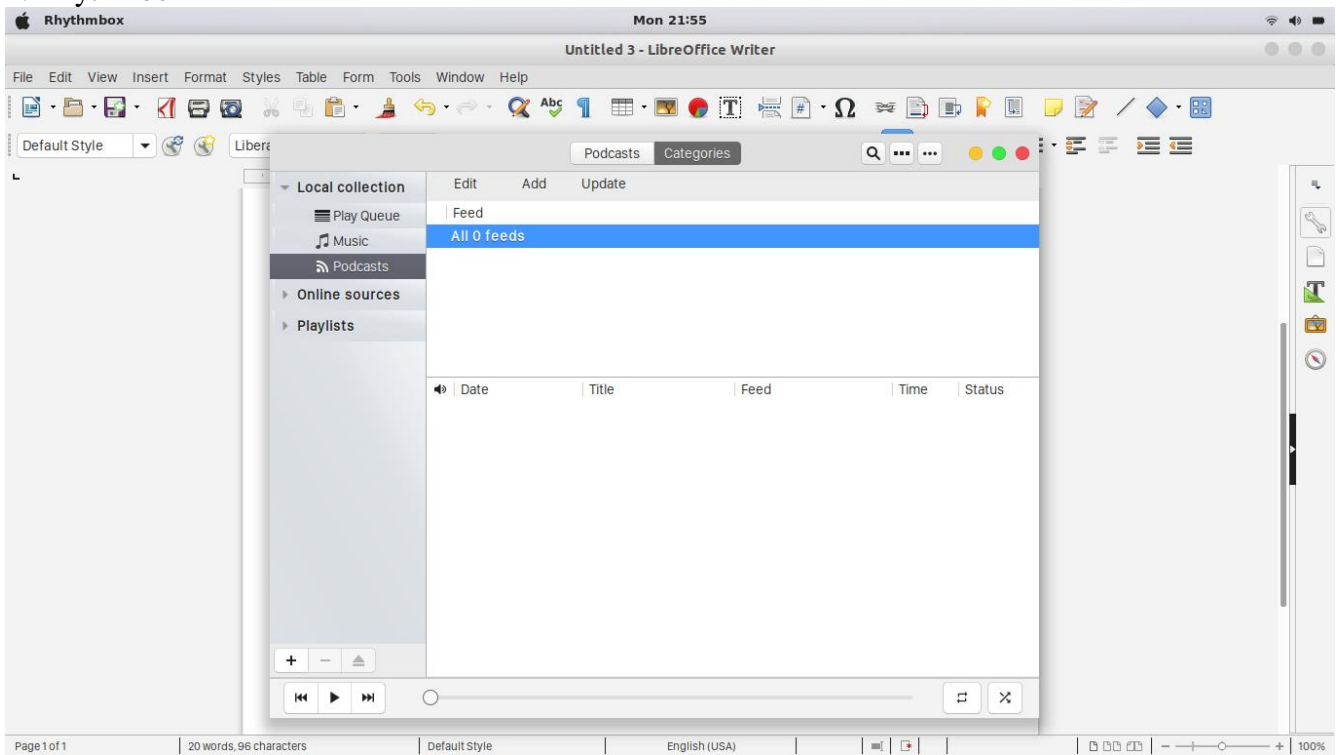 Rhythmbox Mon 21:55
Untitled 3 - LibreOffice Writer
File Edit View Insert Format Styles Table Form Tools Window Help
Default Style Libera
Podcasts Categories
Local collection Edit Add Update
Play Queue Feed
Music All 0 feeds
Podcasts
Online sources
Playlists
Date Title Feed Time Status
Page 1 of 1 20 words, 96 characters Default Style English (USA) 100%